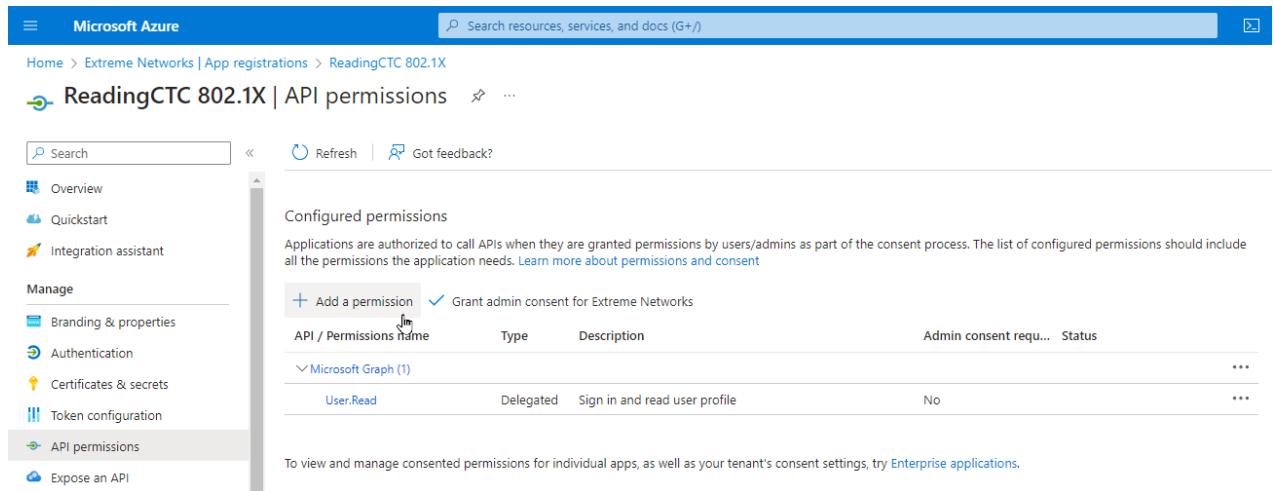 Microsoft Azure
Search resources, services, and docs (G+/)
Home > Extreme Networks | App registrations > ReadingCTC 802.1X
ReadingCTC 802.1X | API permissions ...
Search «
Refresh | Got feedback?
Overview
Quickstart
Integration assistant
Manage
Branding & properties
Authentication
Certificates & secrets
Token configuration
API permissions
Expose an API
Configured permissions
Applications are authorized to call APIs when they are granted permissions by users/admins as part of the consent process. The list of configured permissions should include
all the permissions the application needs. Learn more about permissions and consent
+ Add a permission ✓ Grant admin consent for Extreme Networks
API / Permissions name Type Description Admin consent requ... Status
Microsoft Graph (1) ...
User.Read Delegated Sign in and read user profile No ...
To view and manage consented permissions for individual apps, as well as your tenant's consent settings, try Enterprise applications.